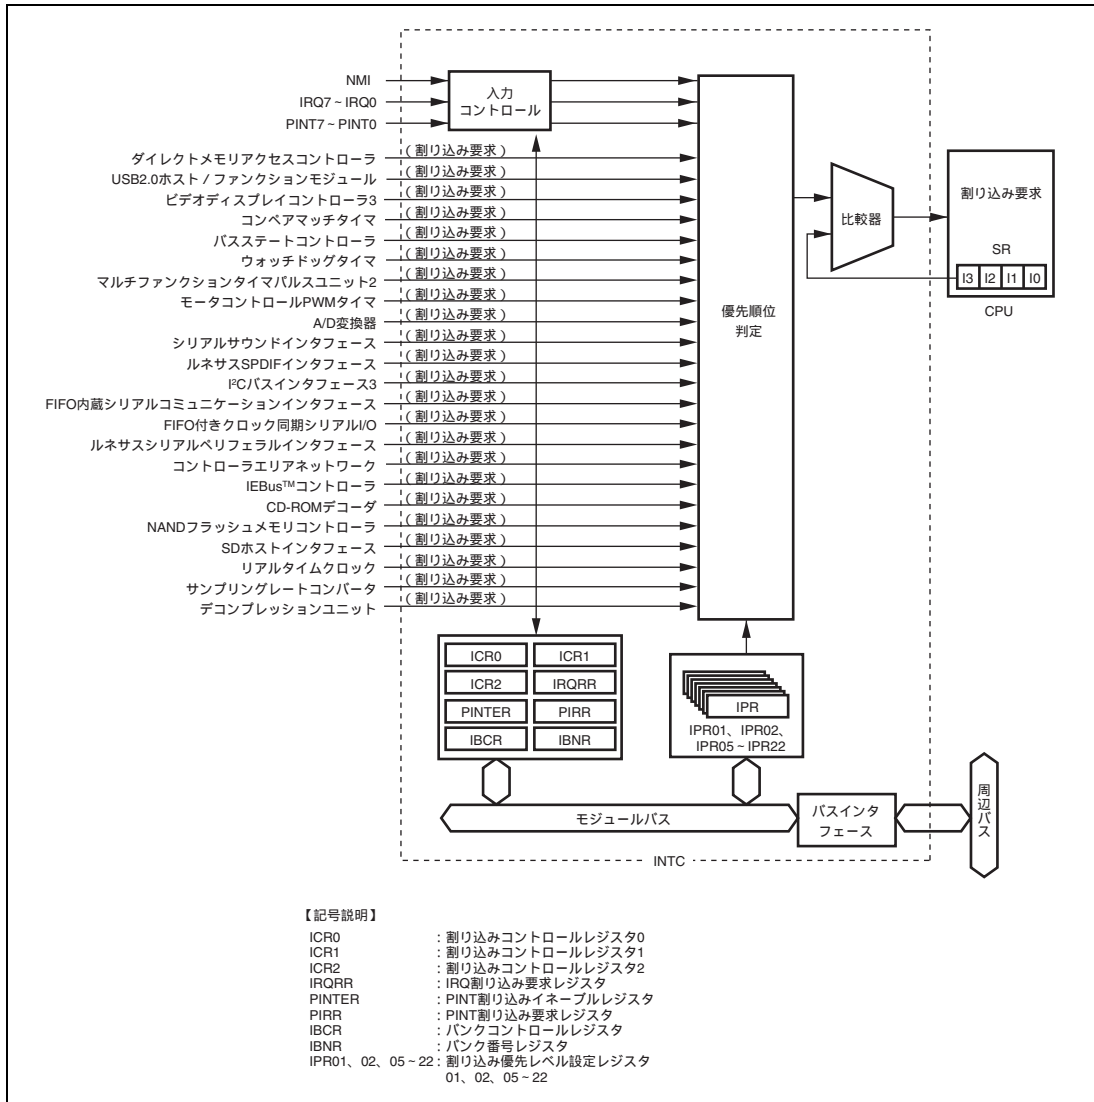 NMI
IRQ7~IRQ0
PINT7~PINT0
入力
コントロール
ダイレクトメモリアクセスコントローラ
(割り込み要求)
USB2.0ホスト / ファンクションモジュール
(割り込み要求)
ビデオディスプレイコントローラ3
(割り込み要求)
コンペアマッチタイマ
(割り込み要求)
バスステートコントローラ
(割り込み要求)
ウォッチドッグタイマ
(割り込み要求)
マルチファンクションタイマパルスユニット2
(割り込み要求)
モータコントロールPWMタイマ
(割り込み要求)
A/D変換器
(割り込み要求)
シリアルサウンドインタフェース
(割り込み要求)
ルネサスSPDIFインタフェース
(割り込み要求)
I²Cバスインタフェース3
(割り込み要求)
FIFO内蔵シリアルコミュニケーションインタフェース
(割り込み要求)
FIFO付きクロック同期シリアルI/O
(割り込み要求)
ルネサスシリアルペリフェラルインタフェース
(割り込み要求)
コントローラエリアネットワーク
(割り込み要求)
IEBus™コントローラ
(割り込み要求)
CD-ROMデコーダ
(割り込み要求)
NANDフラッシュメモリコントローラ
(割り込み要求)
SDホストインタフェース
(割り込み要求)
リアルタイムクロック
(割り込み要求)
サンプリングレートコンバータ
(割り込み要求)
デコンプレッションユニット
(割り込み要求)
優先順位
判定
比較器
割り込み要求
SR
I3 I2 I1 I0
CPU
ICR0 ICR1
ICR2 IRQRR
PINTER PIRR
IBCR IBNR
IPR
IPR01、IPR02、
IPR05~IPR22
モジュールバス
バスインタ
フェース
周辺バス
INTC
【記号説明】
ICR0 : 割り込みコントロールレジスタ0
ICR1 : 割り込みコントロールレジスタ1
ICR2 : 割り込みコントロールレジスタ2
IRQRR : IRQ割り込み要求レジスタ
PINTER : PINT割り込みイネーブルレジスタ
PIRR : PINT割り込み要求レジスタ
IBCR : バンクコントロールレジスタ
IBNR : バンク番号レジスタ
IPR01、02、05~22 : 割り込み優先レベル設定レジスタ
01、02、05~22